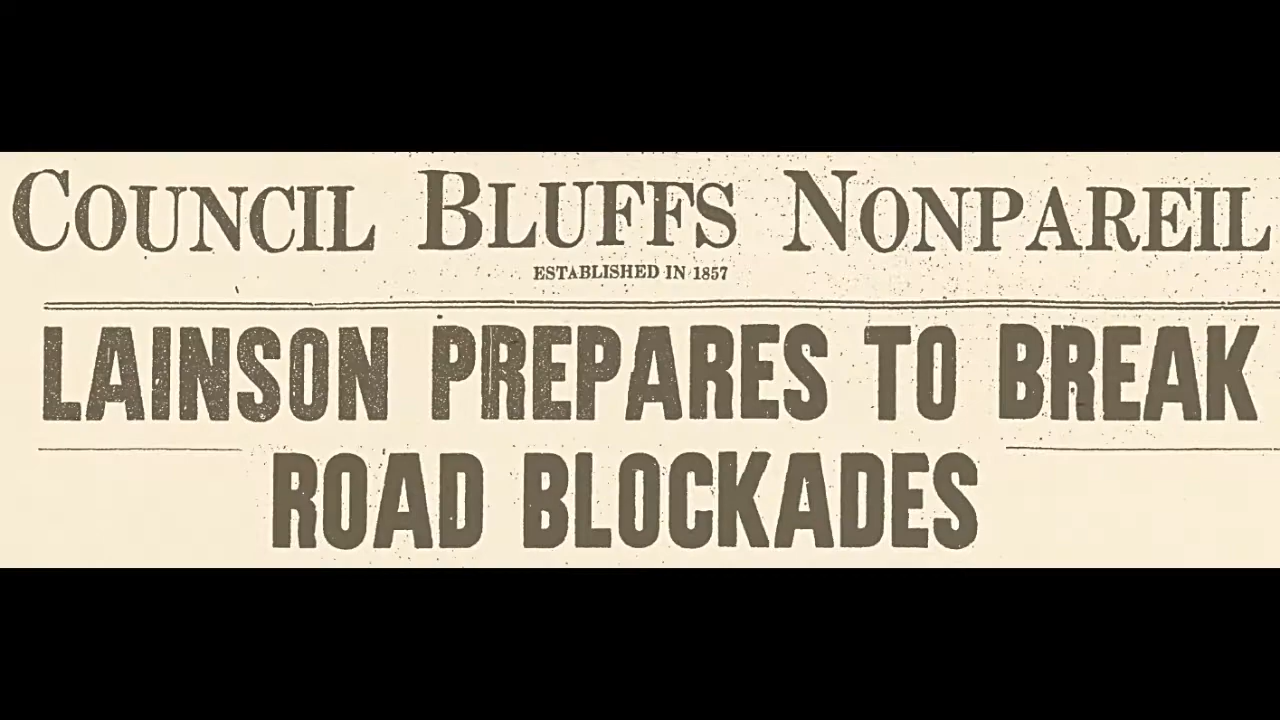 COUNCIL BLUFFS NONPAREIL
ESTABLISHED IN 1857
LAINSON PREPARES TO BREAK
ROAD BLOCKADES